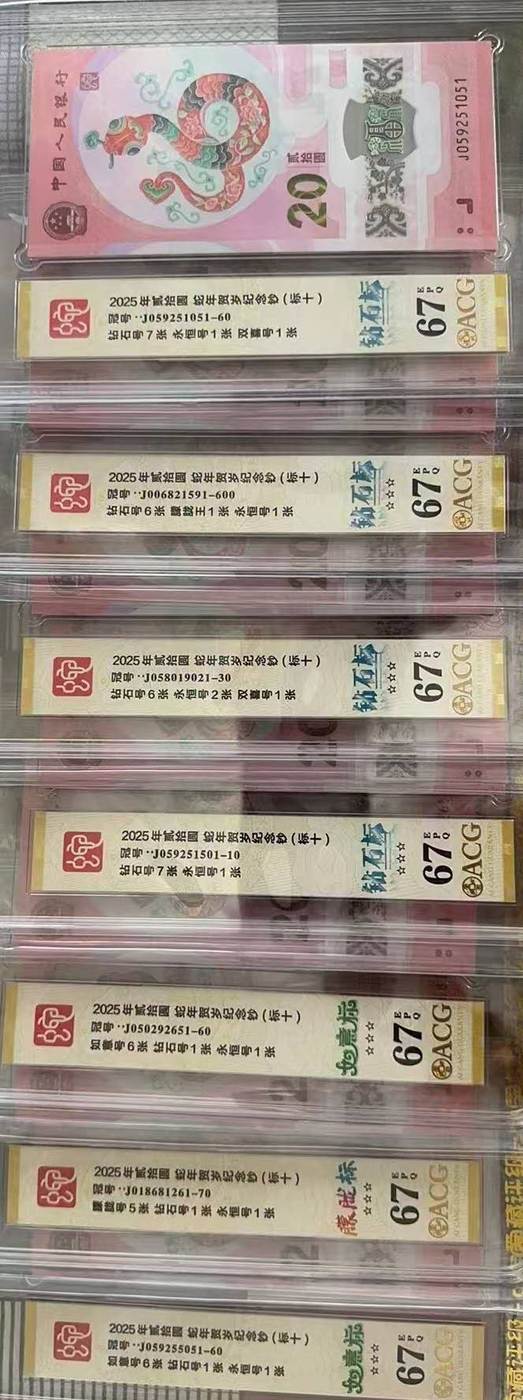 中国人民银行
贰拾圆
20
J059251051
2025年贰拾圆 蛇年贺岁纪念钞(标十)
冠号:J059251051-60
钻石号7张 永恒号1张 双喜号1张
钻石标
67
EPQ
ACG
2025年贰拾圆 蛇年贺岁纪念钞(标十)
冠号:J006821591-600
钻石号6张 朦胧王1张 永恒号1张
钻石标
☆☆☆
67
EPQ
ACG
2025年贰拾圆 蛇年贺岁纪念钞(标十)
冠号:J058019021-30
钻石号6张 永恒号2张 双喜号1张
钻石标
☆☆☆
67
EPQ
ACG
2025年贰拾圆 蛇年贺岁纪念钞(标十)
冠号:J059251501-10
钻石号7张 永恒号1张
钻石标
☆☆☆
67
EPQ
ACG
2025年贰拾圆 蛇年贺岁纪念钞(标十)
冠号:J050292651-60
如意号6张 钻石号1张 永恒号1张
如意标
☆☆☆
67
EPQ
ACG
2025年贰拾圆 蛇年贺岁纪念钞(标十)
冠号:J018681261-70
朦胧号5张 钻石号1张 永恒号1张
朦胧标
☆☆☆
67
EPQ
ACG
2025年贰拾圆 蛇年贺岁纪念钞(标十)
冠号:J059255051-60
如意号6张 钻石号1张 永恒号1张
如意标
☆☆☆
67
EPQ
ACG